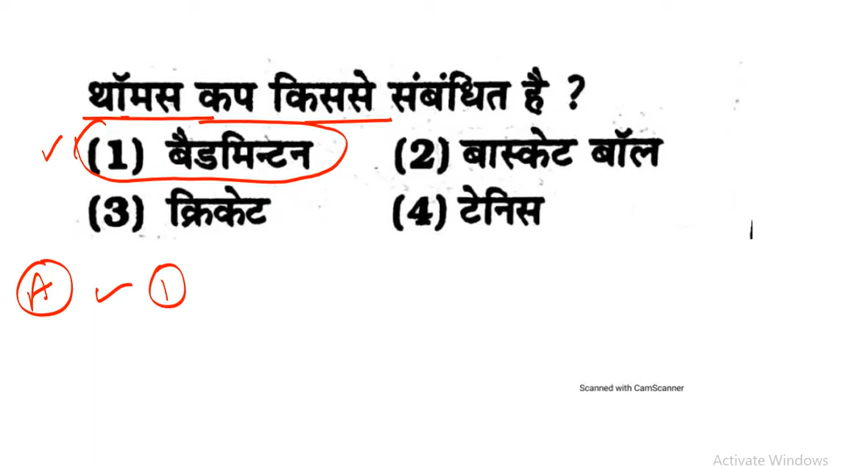 थॉमस कप किससे संबंधित है ?
(1) बैडमिन्टन (2) बास्केट बॉल
(3) क्रिकेट (4) टेनिस
A ✓ 1
Scanned with CamScanner
Activate Windows